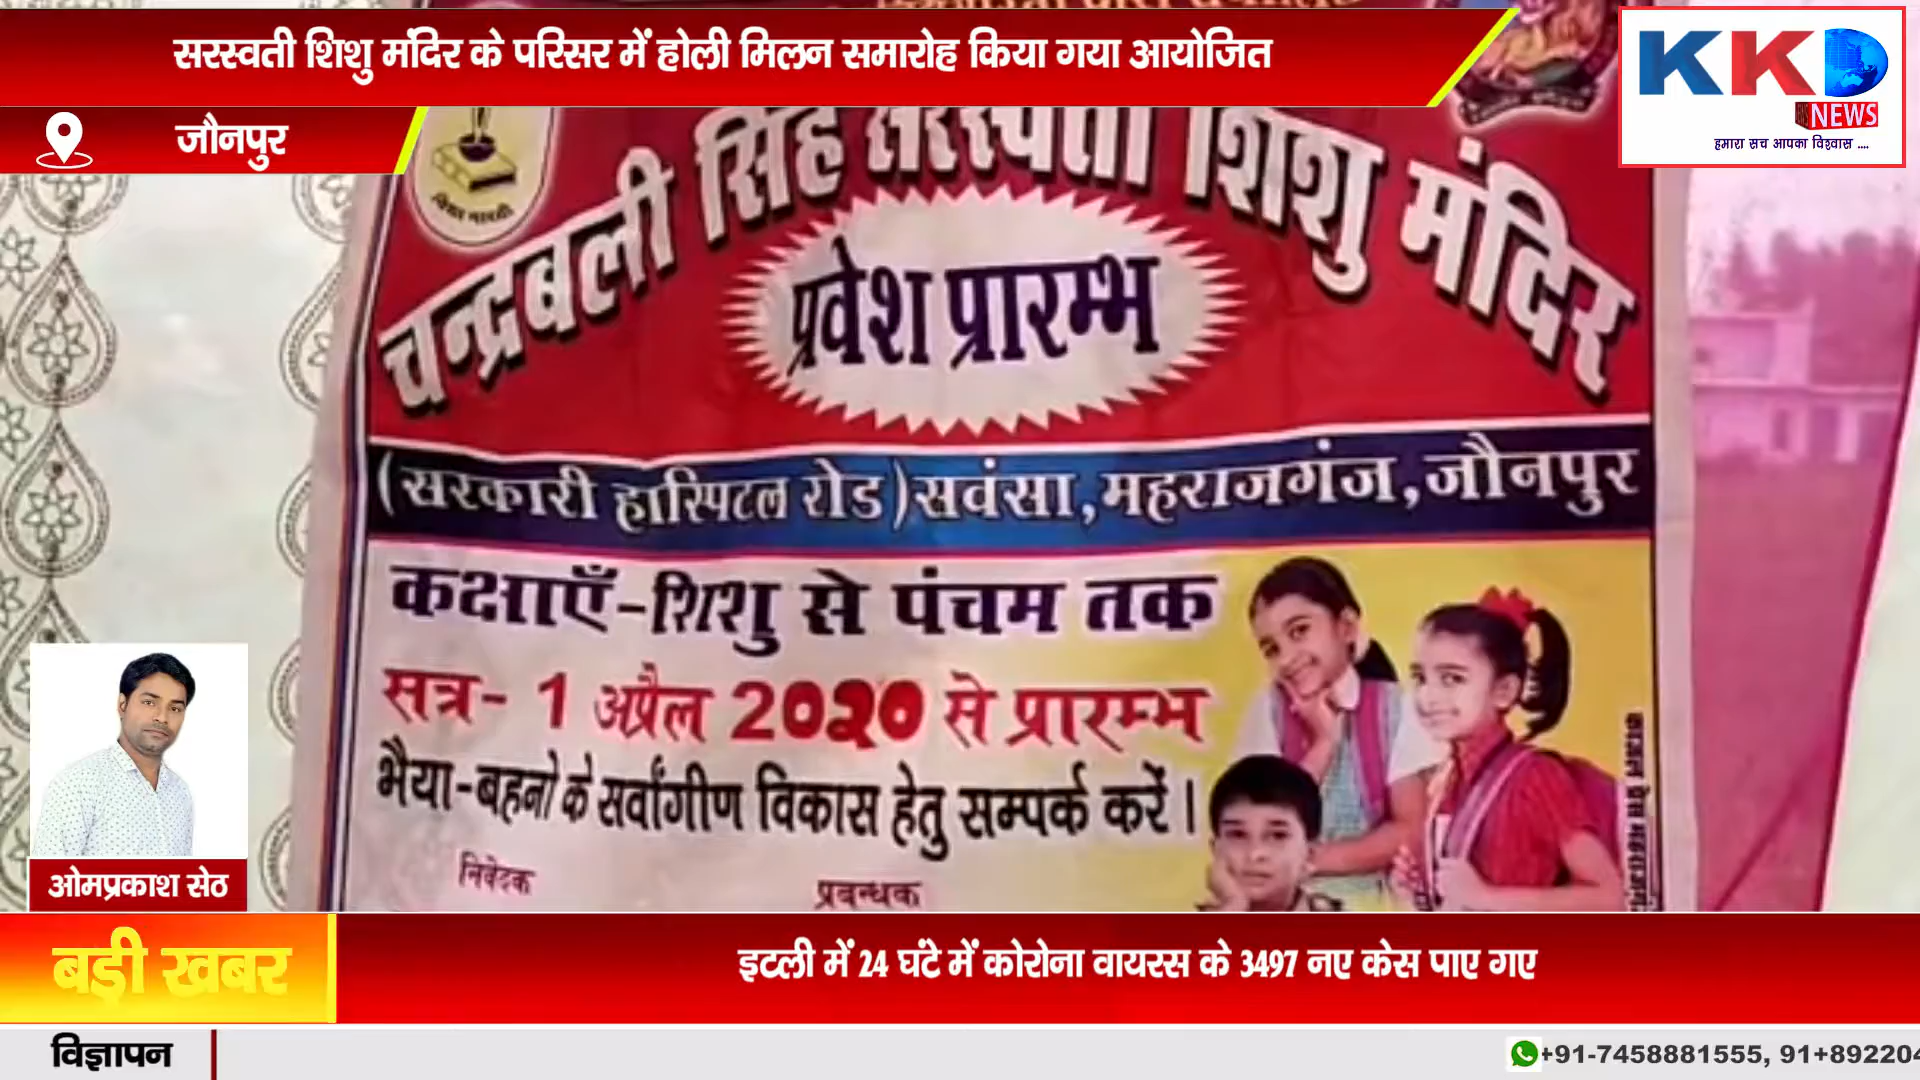 सरस्वती शिशु मंदिर के परिसर में होली मिलन समारोह किया गया आयोजित
KKD
NEWS
हमारा सच आपका विश्वास ....
जौनपुर
चन्द्रबली सिंह सरस्वती शिशु मंदिर
प्रवेश प्रारम्भ
(सरकारी हास्पिटल रोड) सवंसा, महराजगंज, जौनपुर
कक्षाएँ-शिशु से पंचम तक
सत्र- 1 अप्रैल 2020 से प्रारम्भ
भैया-बहनो के सर्वांगीण विकास हेतु सम्पर्क करें ।
निवेदक
प्रबन्धक
ओमप्रकाश सेठ
बड़ी खबर
इटली में 24 घंटे में कोरोना वायरस के 3497 नए केस पाए गए
विज्ञापन
+91-7458881555, 91+892204